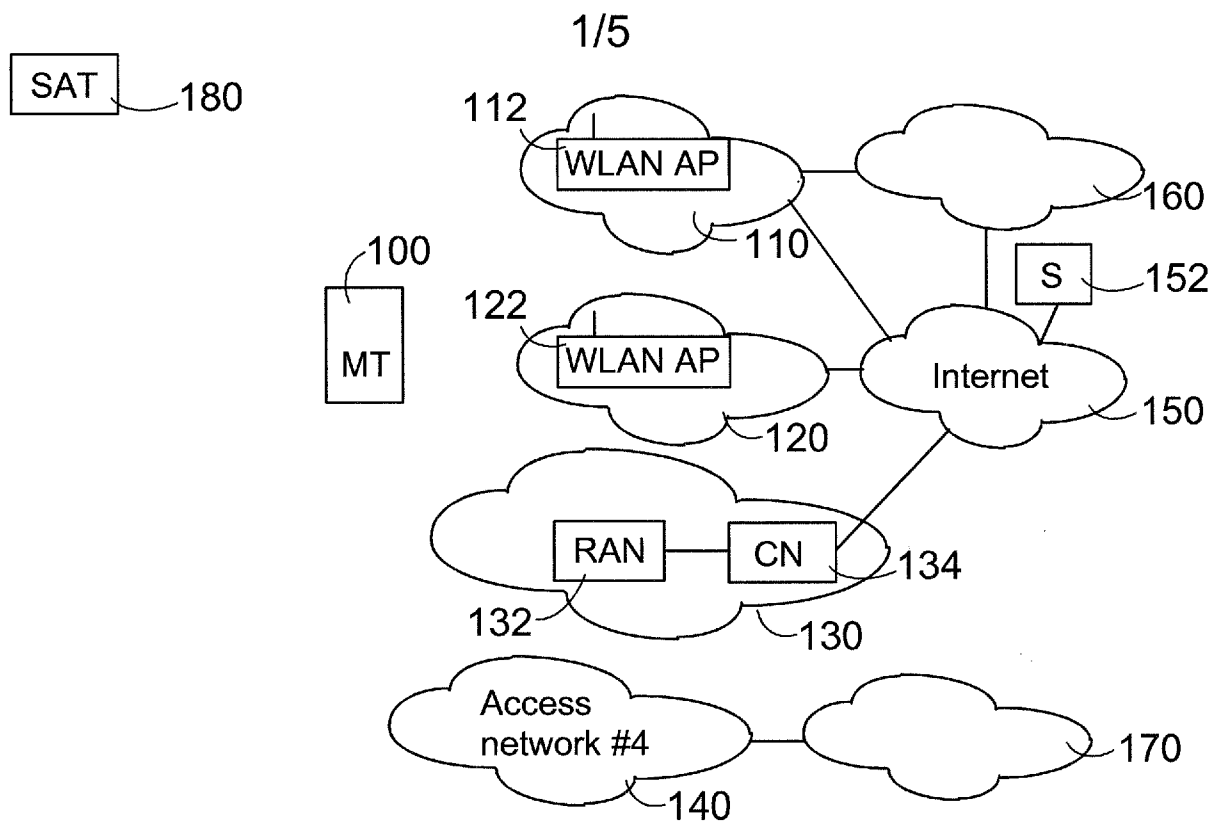 1/5
SAT
180
112
WLAN AP
110
160
100
MT
S
152
122
WLAN AP
120
Internet
150
RAN
132
CN
134
130
Access
network #4
140
170